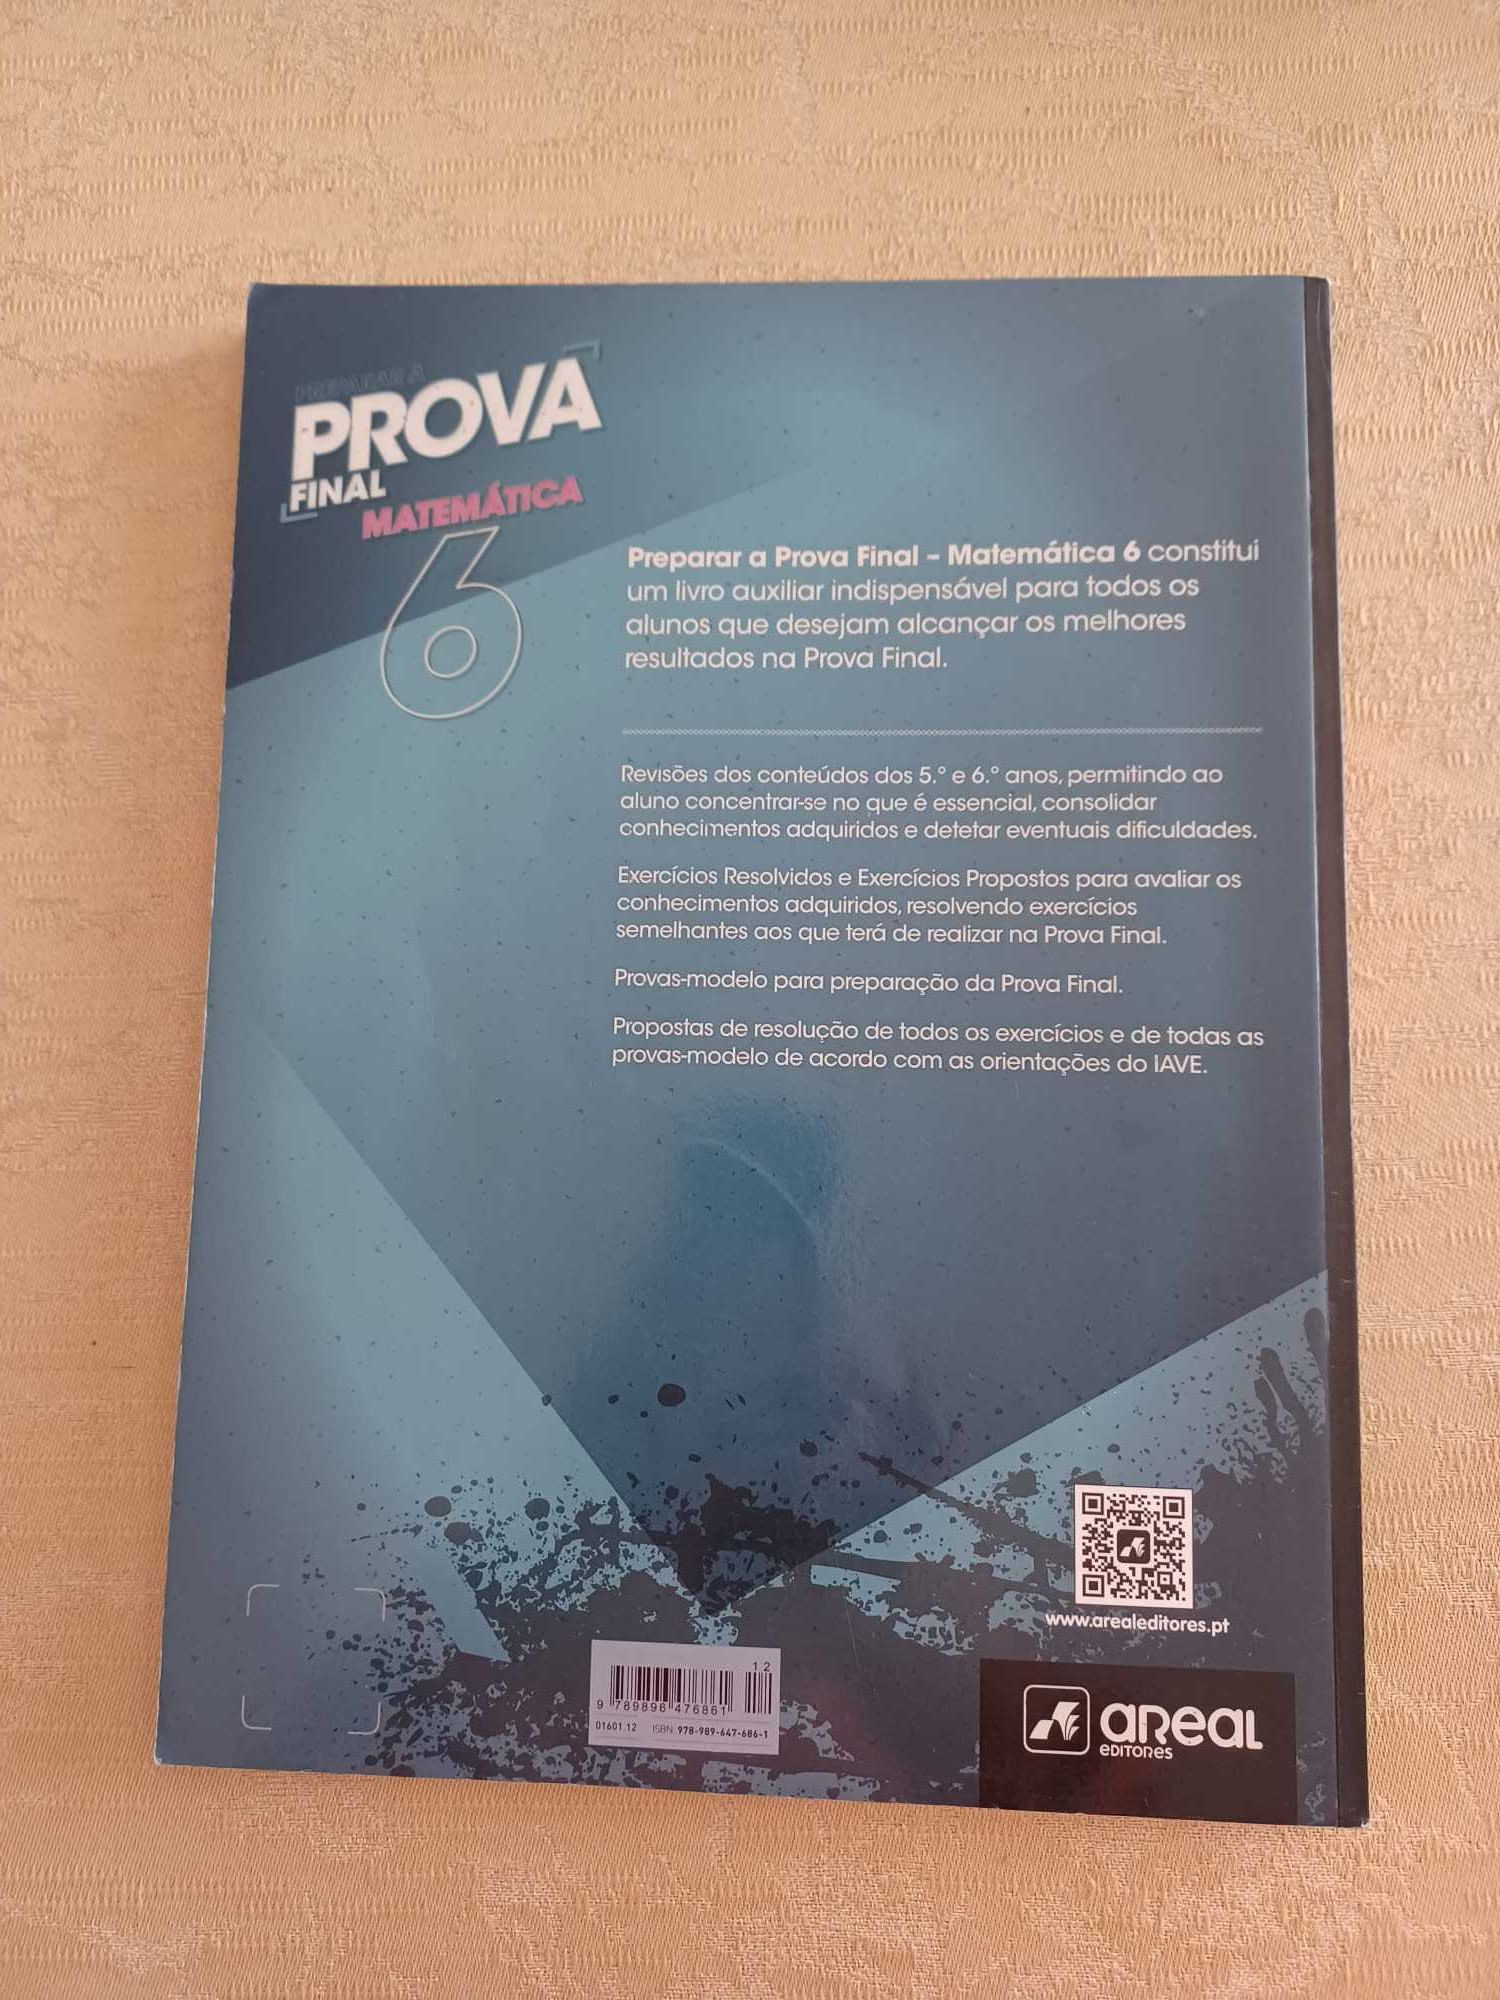 PREPARAR A
PROVA
FINAL
MATEMÁTICA
6
Preparar a Prova Final – Matemática 6 constitui
um livro auxiliar indispensável para todos os
alunos que desejam alcançar os melhores
resultados na Prova Final.
Revisões dos conteúdos dos 5.º e 6.º anos, permitindo ao
aluno concentrar-se no que é essencial, consolidar
conhecimentos adquiridos e detetar eventuais dificuldades.
Exercícios Resolvidos e Exercícios Propostos para avaliar os
conhecimentos adquiridos, resolvendo exercícios
semelhantes aos que terá de realizar na Prova Final.
Provas-modelo para preparação da Prova Final.
Propostas de resolução de todos os exercícios e de todas as
provas-modelo de acordo com as orientações do IAVE.
www.arealeditores.pt
12
9 789896 476861
01601.12 ISBN 978-989-647-686-1
AREAL
EDITORES